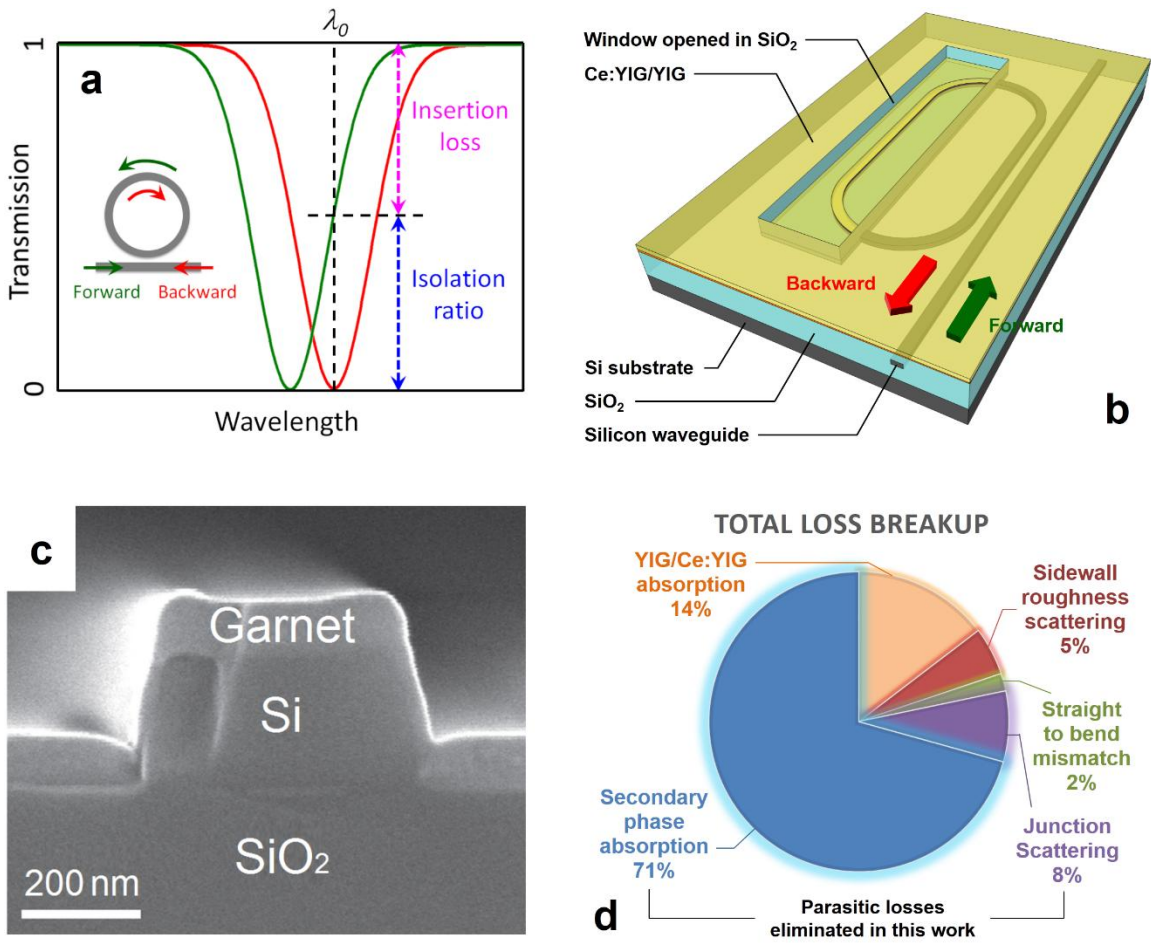 a
λ0
1
Insertion
loss
Isolation
ratio
Transmission
Forward
Backward
0
Wavelength
Window opened in SiO2
Ce:YIG/YIG
Backward
Forward
Si substrate
SiO2
Silicon waveguide
b
c
Garnet
Si
SiO2
200 nm
TOTAL LOSS BREAKUP
YIG/Ce:YIG
absorption
14%
Sidewall
roughness
scattering
5%
Straight
to bend
mismatch
2%
Secondary
phase
absorption
71%
Junction
Scattering
8%
Parasitic losses
eliminated in this work
d